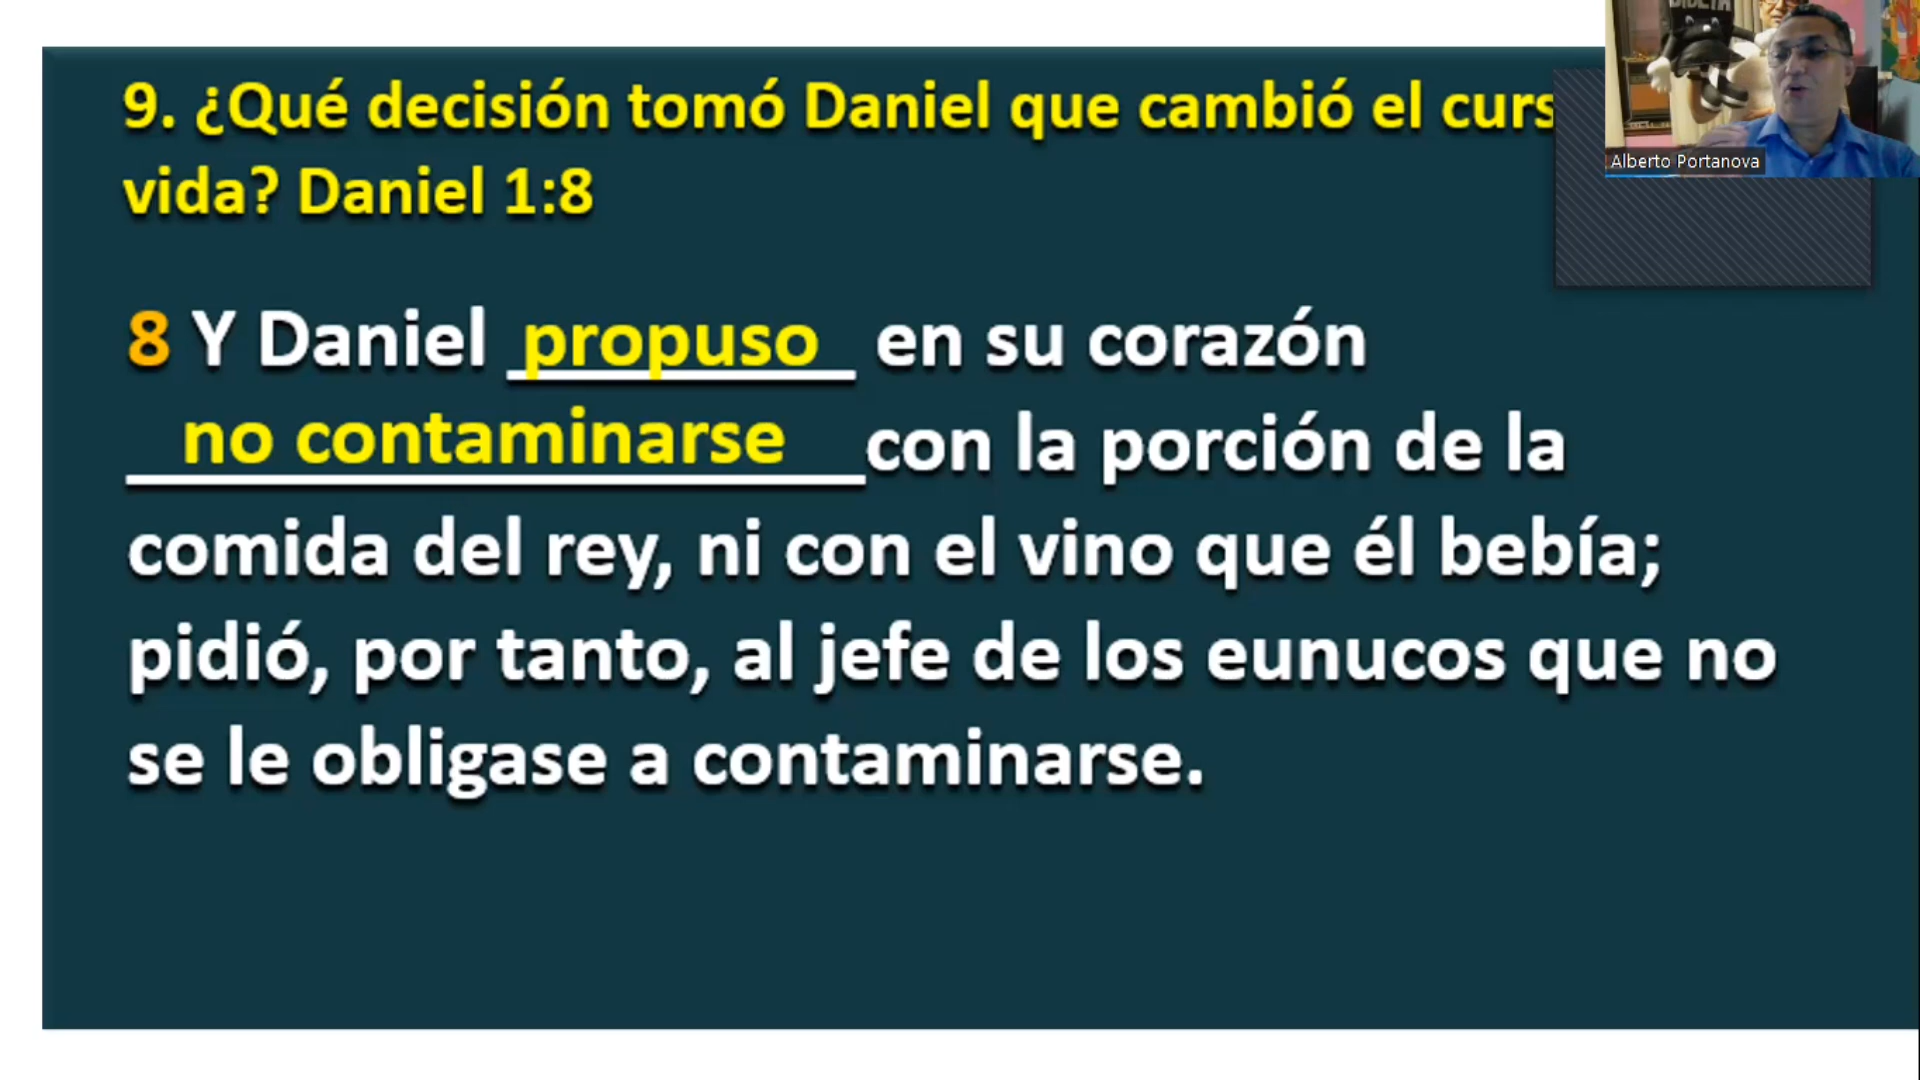 9. ¿Qué decisión tomó Daniel que cambió el curs
vida? Daniel 1:8
8 Y Daniel propuso en su corazón
no contaminarse con la porción de la
comida del rey, ni con el vino que él bebía;
pidió, por tanto, al jefe de los eunucos que no
se le obligase a contaminarse.
Alberto Portanova